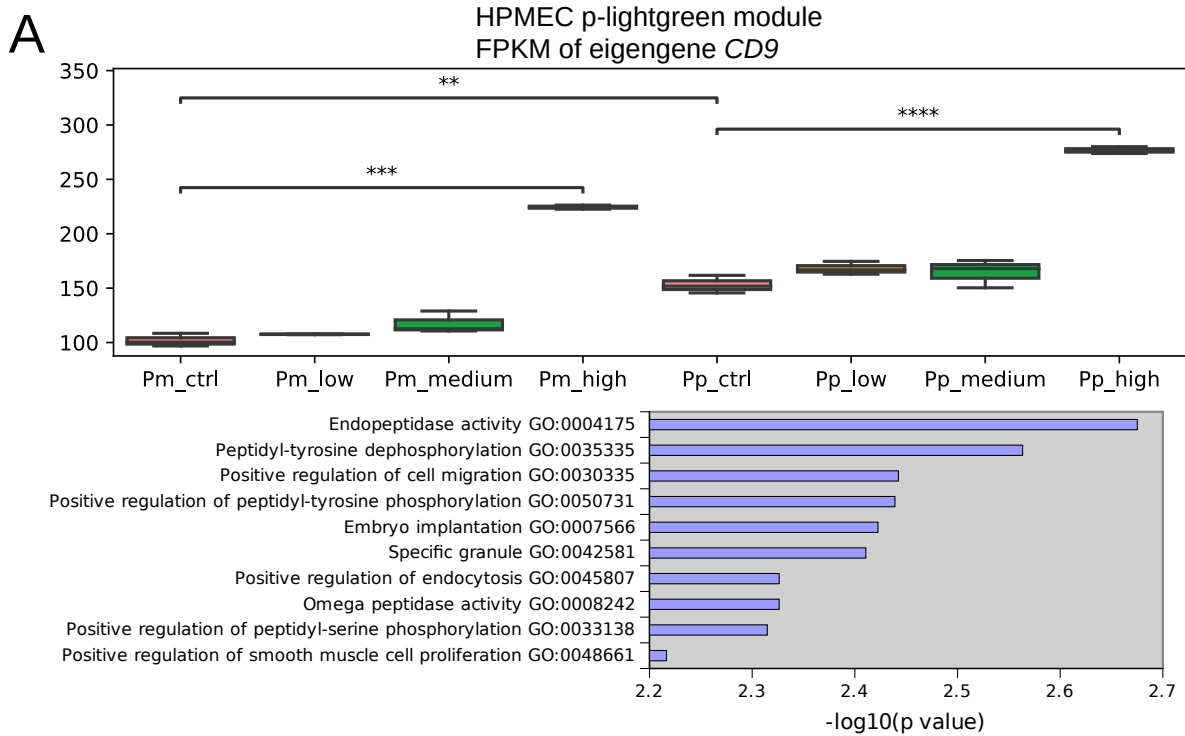 A
HPMEC p-lightgreen module
FPKM of eigengene CD9
350
300
250
200
150
100
**
****
***
Pm_ctrl Pm_low Pm_medium Pm_high Pp_ctrl Pp_low Pp_medium Pp_high
Endopeptidase activity GO:0004175
Peptidyl-tyrosine dephosphorylation GO:0035335
Positive regulation of cell migration GO:0030335
Positive regulation of peptidyl-tyrosine phosphorylation GO:0050731
Embryo implantation GO:0007566
Specific granule GO:0042581
Positive regulation of endocytosis GO:0045807
Omega peptidase activity GO:0008242
Positive regulation of peptidyl-serine phosphorylation GO:0033138
Positive regulation of smooth muscle cell proliferation GO:0048661
2.2 2.3 2.4 2.5 2.6 2.7
-log10(p value)